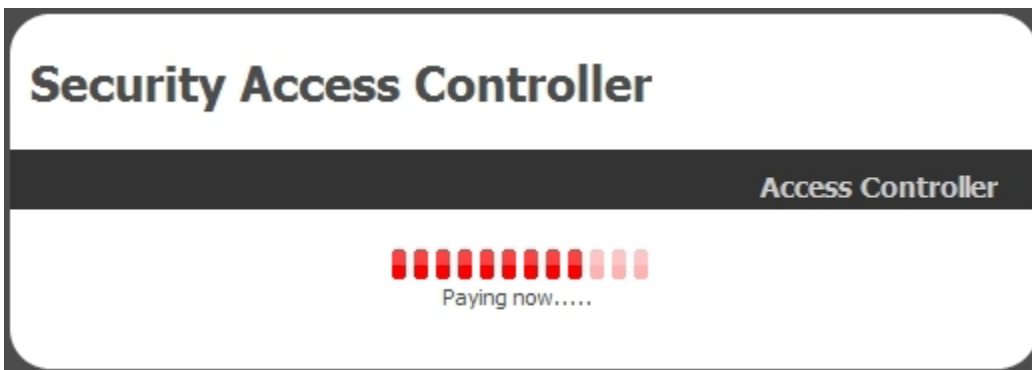 Security Access Controller
Access Controller
Paying now.....